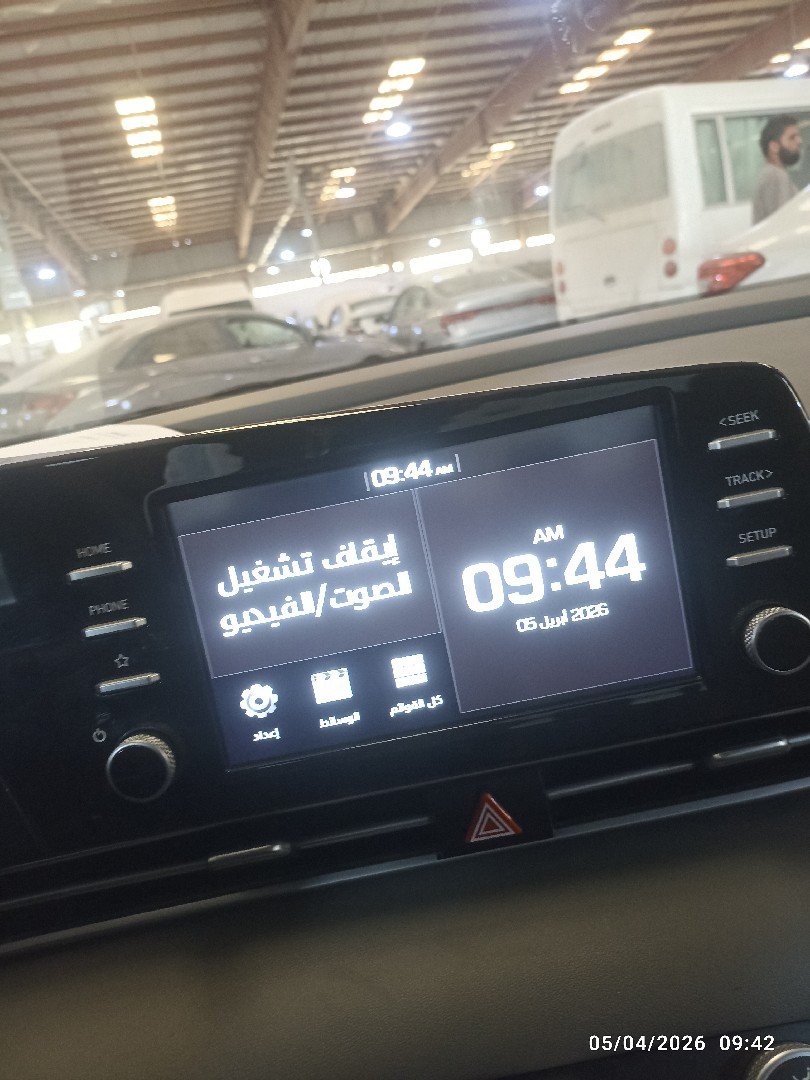 09:44 AM
إيقاف تشغيل
الصوت/الفيديو
إعداد
الوسائط
كل القوائم
AM
09:44
05 ابريل 2026
HOME
PHONE
<SEEK
TRACK>
SETUP
05/04/2026 09:42